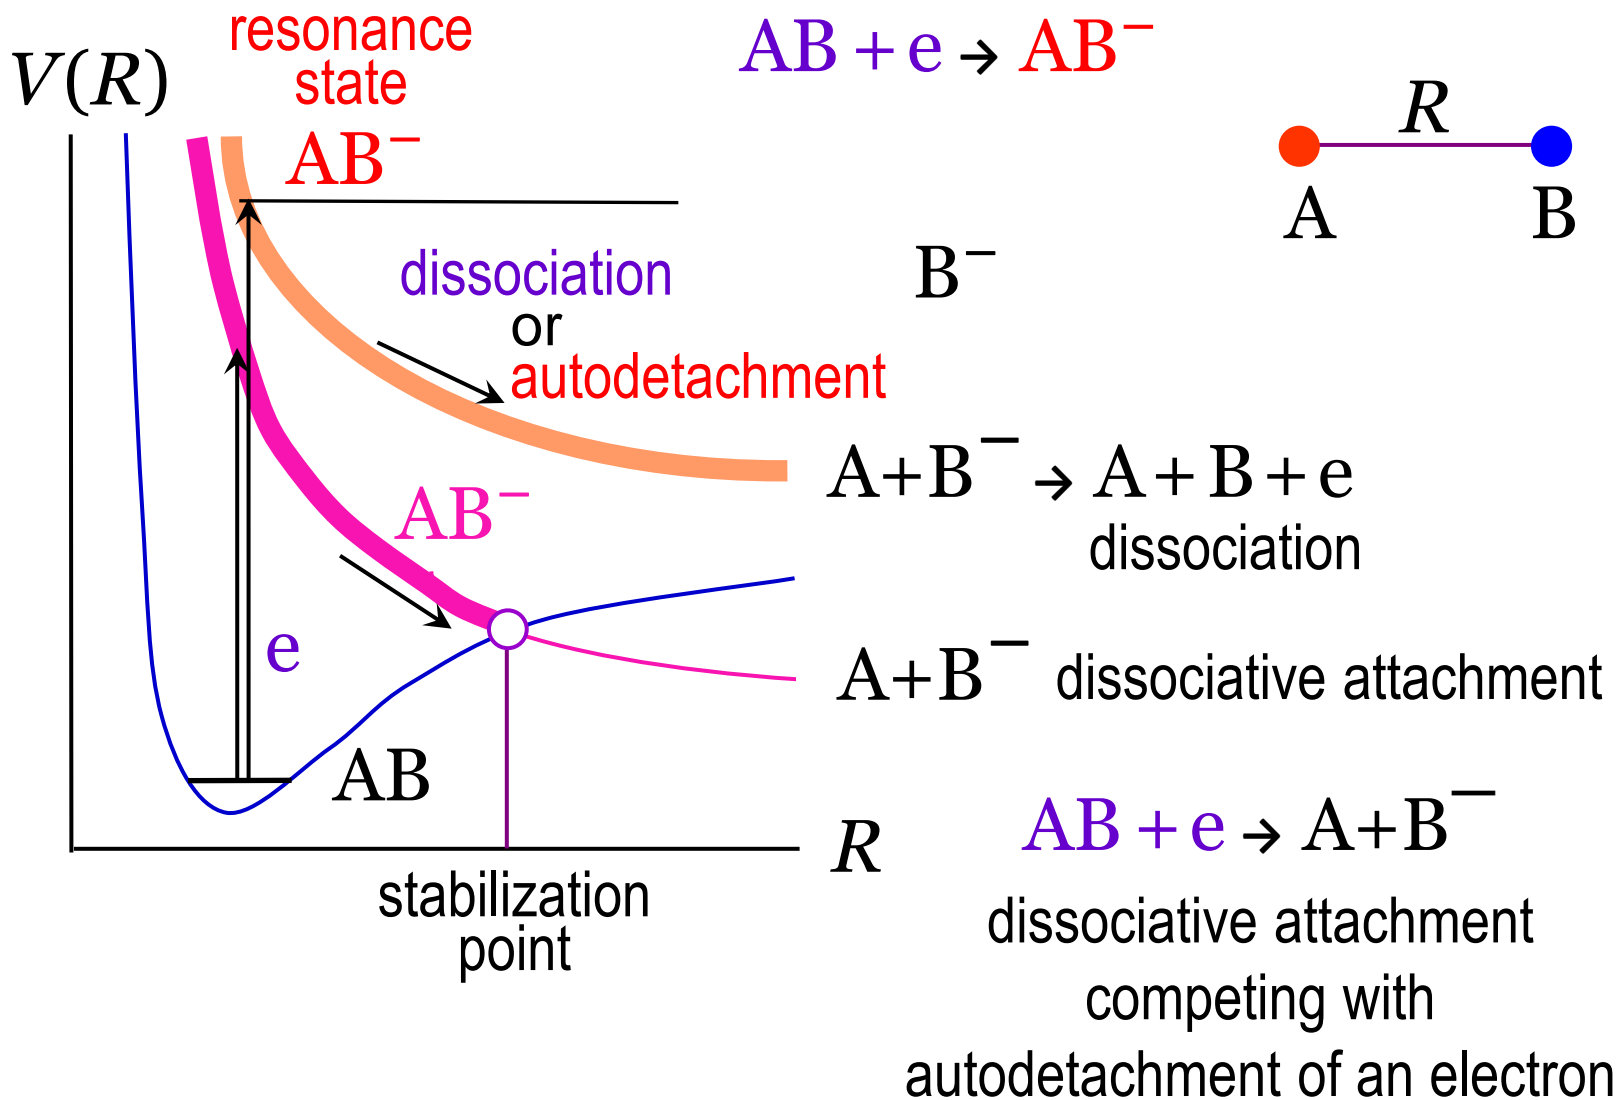 resonance
state
AB⁻
V(R)
AB + e → AB⁻
R
A B
dissociation
or
autodetachment
B⁻
A+B⁻ → A + B + e
dissociation
AB⁻
e
A+B⁻ dissociative attachment
AB
R
stabilization
point
AB + e → A+B⁻
dissociative attachment
competing with
autodetachment of an electron